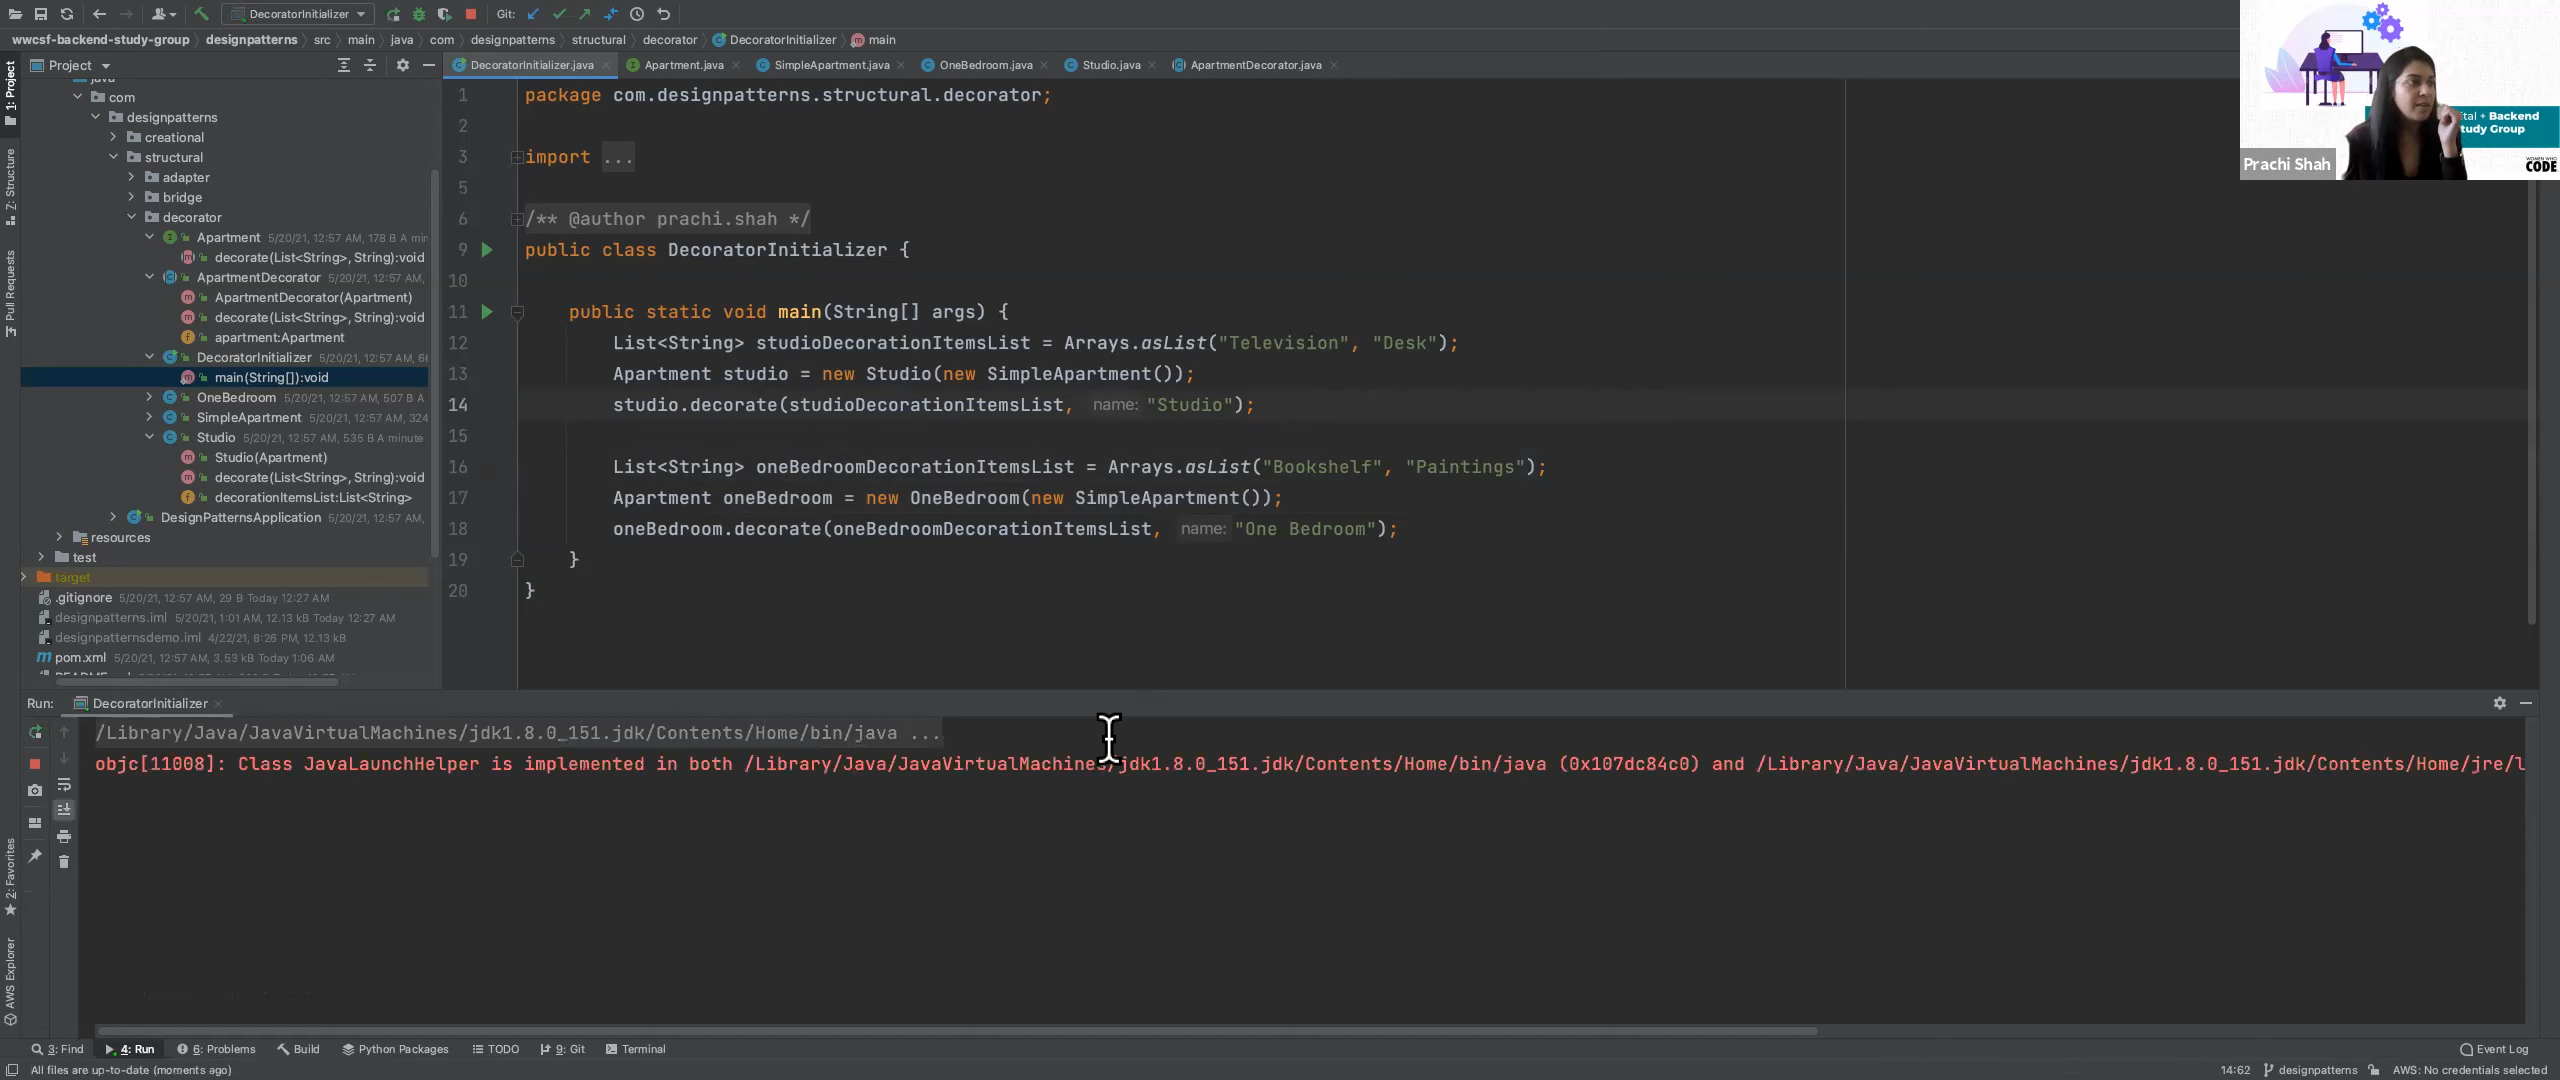 DecoratorInitializer
Git:
wwcsf-backend-study-group designpatterns src main java com designpatterns structural decorator DecoratorInitializer main
Project
DecoratorInitializer.java Apartment.java SimpleApartment.java OneBedroom.java Studio.java ApartmentDecorator.java
1: Project
Z: Structure
Pull Requests
2: Favorites
AWS Explorer
java
com
designpatterns
creational
structural
adapter
bridge
decorator
Apartment 5/20/21, 12:57 AM, 178 B A min
decorate(List<String>, String):void
ApartmentDecorator 5/20/21, 12:57 AM,
ApartmentDecorator(Apartment)
decorate(List<String>, String):void
apartment:Apartment
DecoratorInitializer 5/20/21, 12:57 AM, 66
main(String[]):void
OneBedroom 5/20/21, 12:57 AM, 507 B A
SimpleApartment 5/20/21, 12:57 AM, 324
Studio 5/20/21, 12:57 AM, 535 B A minute
Studio(Apartment)
decorate(List<String>, String):void
decorationItemsList:List<String>
DesignPatternsApplication 5/20/21, 12:57 AM,
resources
test
target
.gitignore 5/20/21, 12:57 AM, 29 B Today 12:27 AM
designpatterns.iml 5/20/21, 1:01 AM, 12.13 kB Today 12:27 AM
designpatternsdemo.iml 4/22/21, 8:26 PM, 12.13 kB
pom.xml 5/20/21, 12:57 AM, 3.53 kB Today 1:06 AM
1 package com.designpatterns.structural.decorator;
2
3 import ...
5
6 /** @author prachi.shah */
9 public class DecoratorInitializer {
10
11 public static void main(String[] args) {
12 List<String> studioDecorationItemsList = Arrays.asList("Television", "Desk");
13 Apartment studio = new Studio(new SimpleApartment());
14 studio.decorate(studioDecorationItemsList, name: "Studio");
15
16 List<String> oneBedroomDecorationItemsList = Arrays.asList("Bookshelf", "Paintings");
17 Apartment oneBedroom = new OneBedroom(new SimpleApartment());
18 oneBedroom.decorate(oneBedroomDecorationItemsList, name: "One Bedroom");
19 }
20 }
ital + Backend
tudy Group
Prachi Shah
WOMEN WHO
CODE
Run: DecoratorInitializer
/Library/Java/JavaVirtualMachines/jdk1.8.0_151.jdk/Contents/Home/bin/java ...
objc[11008]: Class JavaLaunchHelper is implemented in both /Library/Java/JavaVirtualMachines/jdk1.8.0_151.jdk/Contents/Home/bin/java (0x107dc84c0) and /Library/Java/JavaVirtualMachines/jdk1.8.0_151.jdk/Contents/Home/jre/l
3: Find 4: Run 6: Problems Build Python Packages TODO 9: Git Terminal Event Log
All files are up-to-date (moments ago) 14:62 designpatterns AWS: No credentials selected